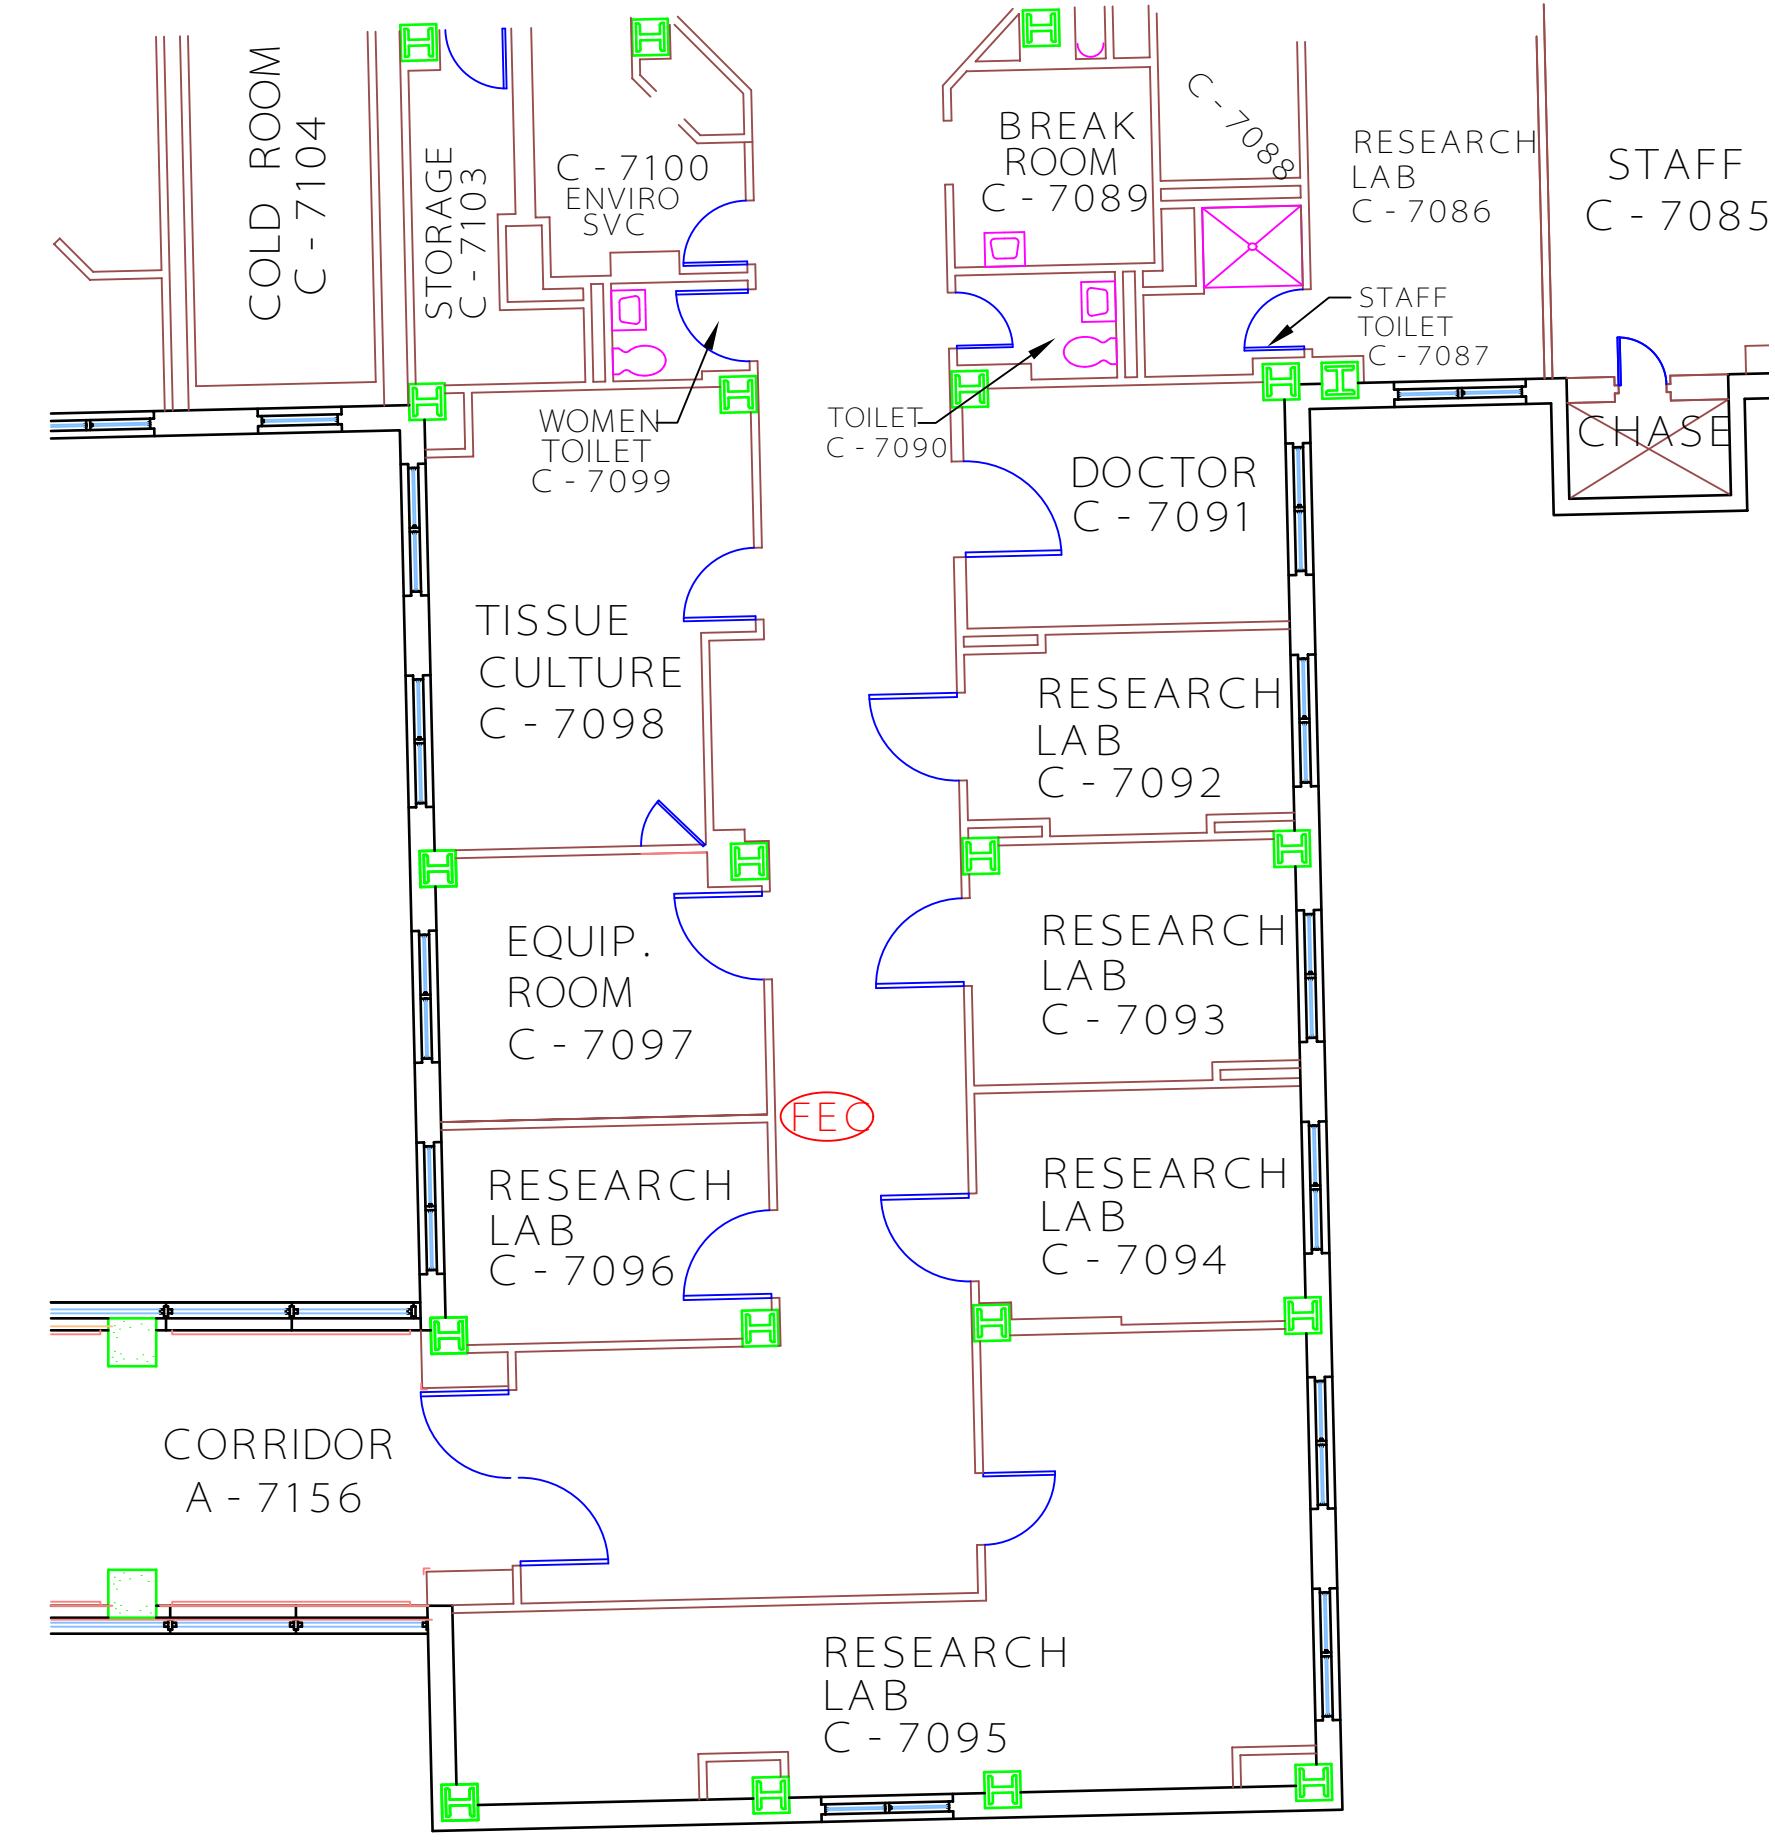 COLD ROOM
C - 7104
STORAGE
C - 7103
C - 7100
ENVIRO
SVC
BREAK
ROOM
C - 7089
C - 7088
RESEARCH
LAB
C - 7086
STAFF
C - 7085
STAFF
TOILET
C - 7087
WOMEN
TOILET
C - 7099
TOILET
C - 7090
DOCTOR
C - 7091
CHASE
TISSUE
CULTURE
C - 7098
RESEARCH
LAB
C - 7092
EQUIP.
ROOM
C - 7097
RESEARCH
LAB
C - 7093
FEC
RESEARCH
LAB
C - 7096
RESEARCH
LAB
C - 7094
CORRIDOR
A - 7156
RESEARCH
LAB
C - 7095